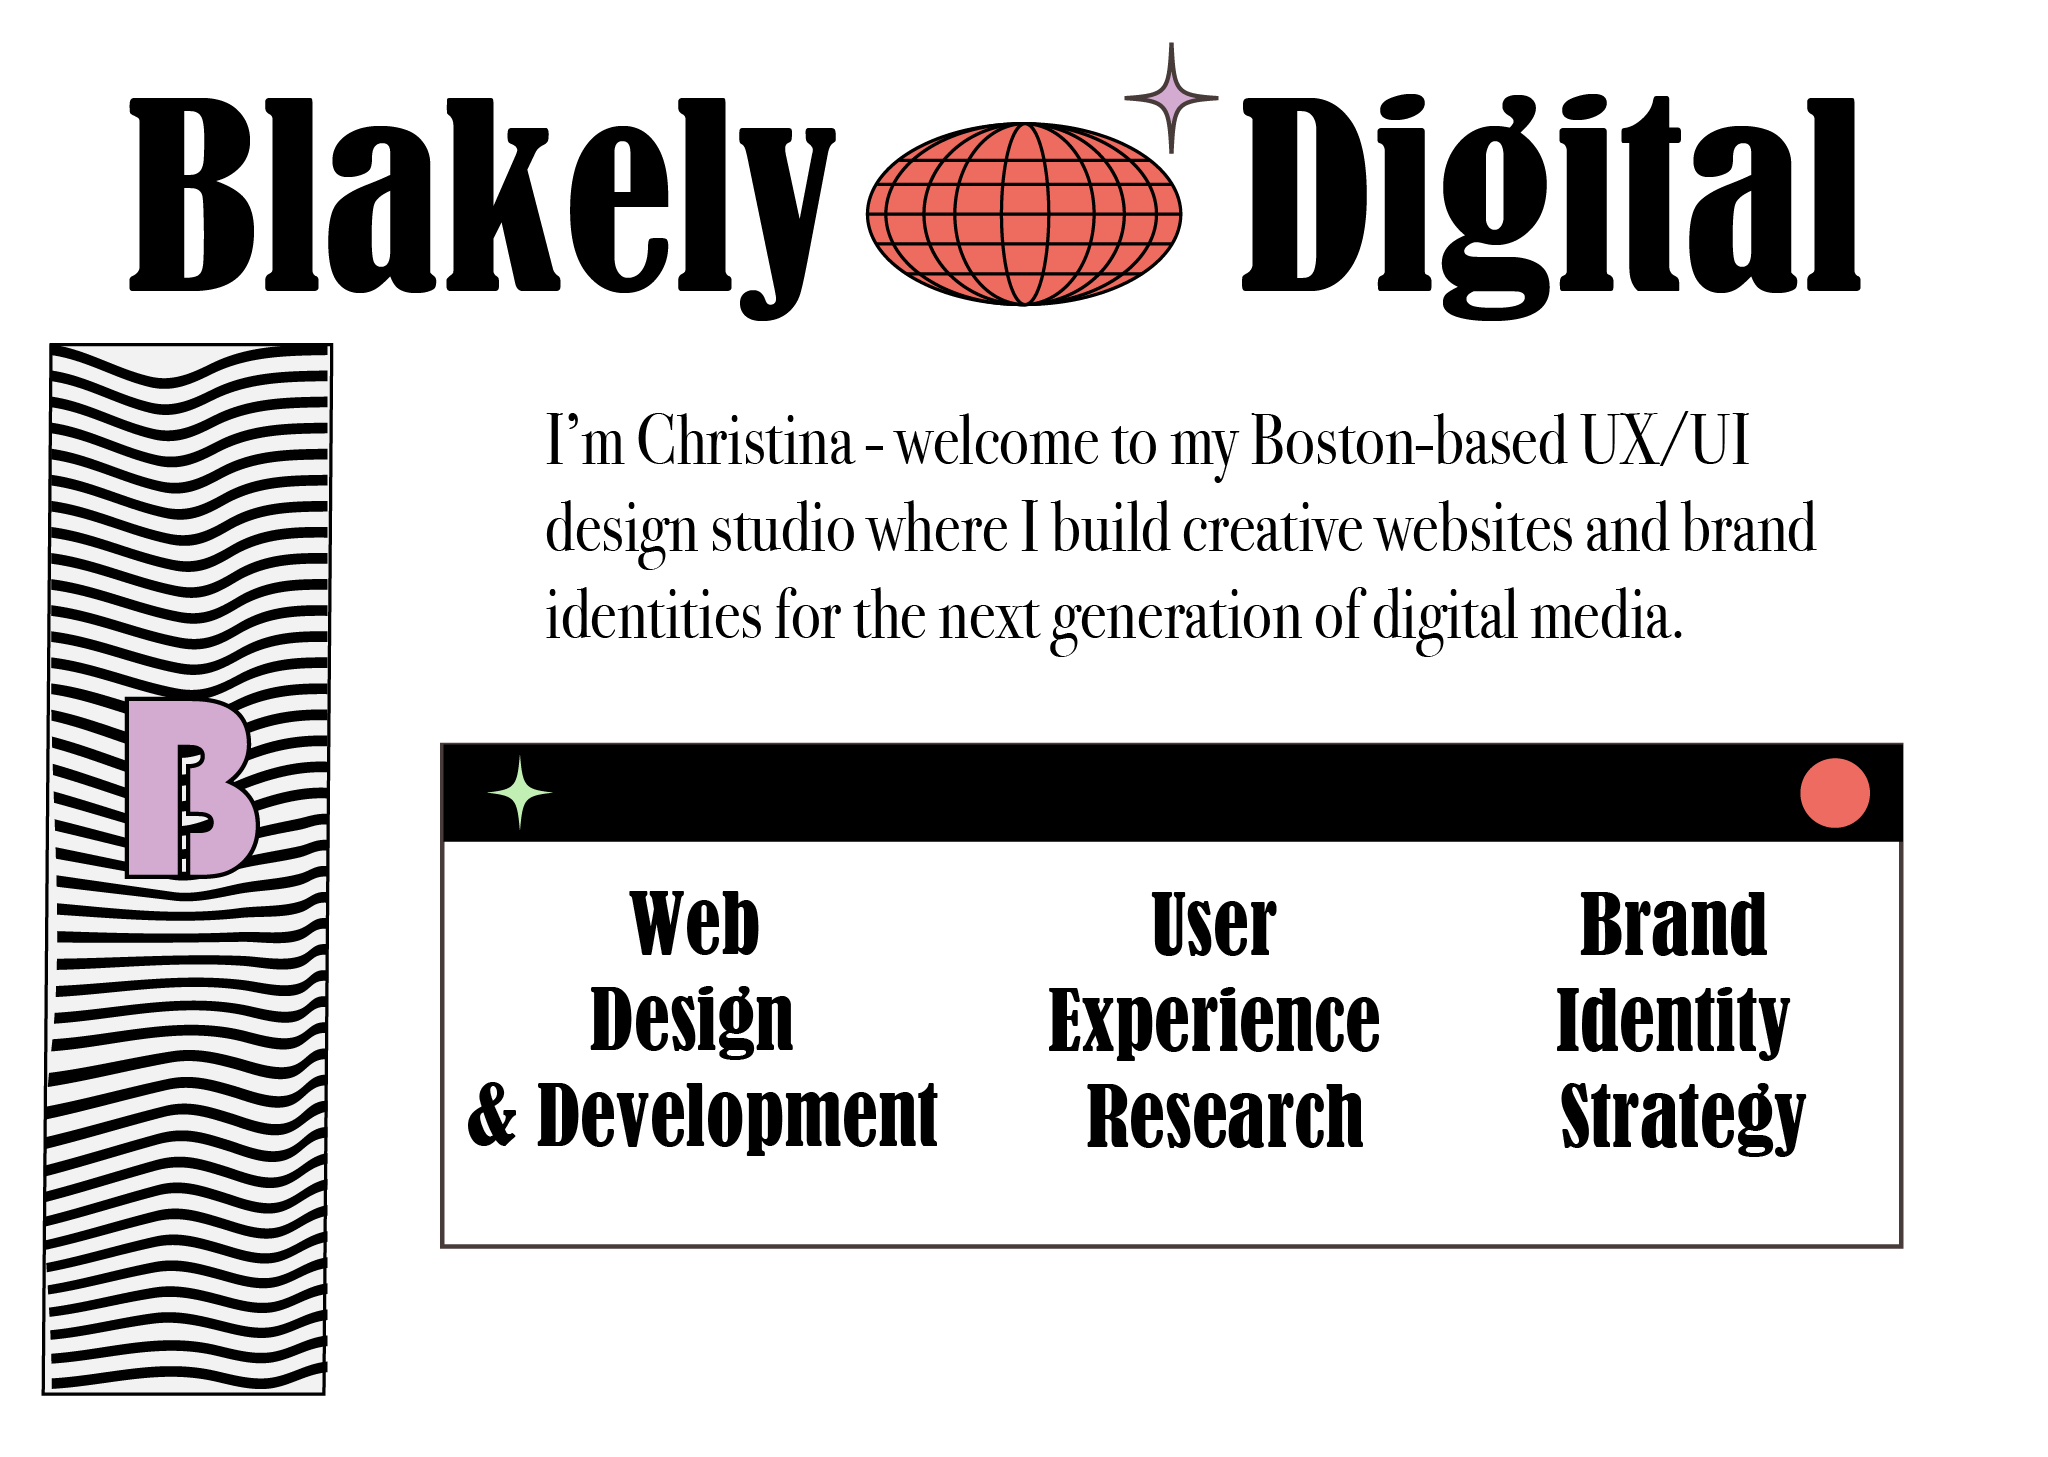 Blakely Digital
I’m Christina - welcome to my Boston-based UX/UI
design studio where I build creative websites and brand
identities for the next generation of digital media.
B
Web
Design
& Development
User
Experience
Research
Brand
Identity
Strategy